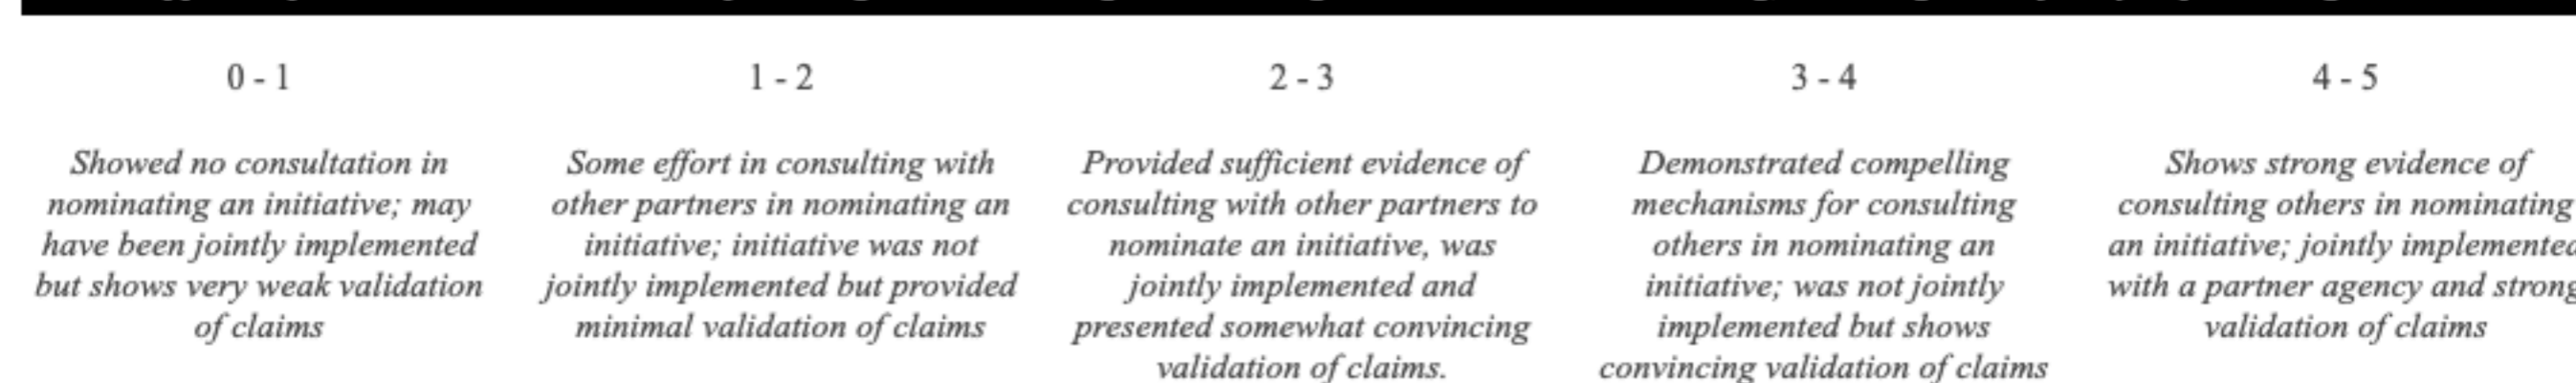 0 - 1
Showed no consultation in
nominating an initiative; may
have been jointly implemented
but shows very weak validation
of claims
1 - 2
Some effort in consulting with
other partners in nominating an
initiative; initiative was not
jointly implemented but provided
minimal validation of claims
2 - 3
Provided sufficient evidence of
consulting with other partners to
nominate an initiative, was
jointly implemented and
presented somewhat convincing
validation of claims.
3 - 4
Demonstrated compelling
mechanisms for consulting
others in nominating an
initiative; was not jointly
implemented but shows
convincing validation of claims
4 - 5
Shows strong evidence of
consulting others in nominating
an initiative; jointly implemented
with a partner agency and strong
validation of claims